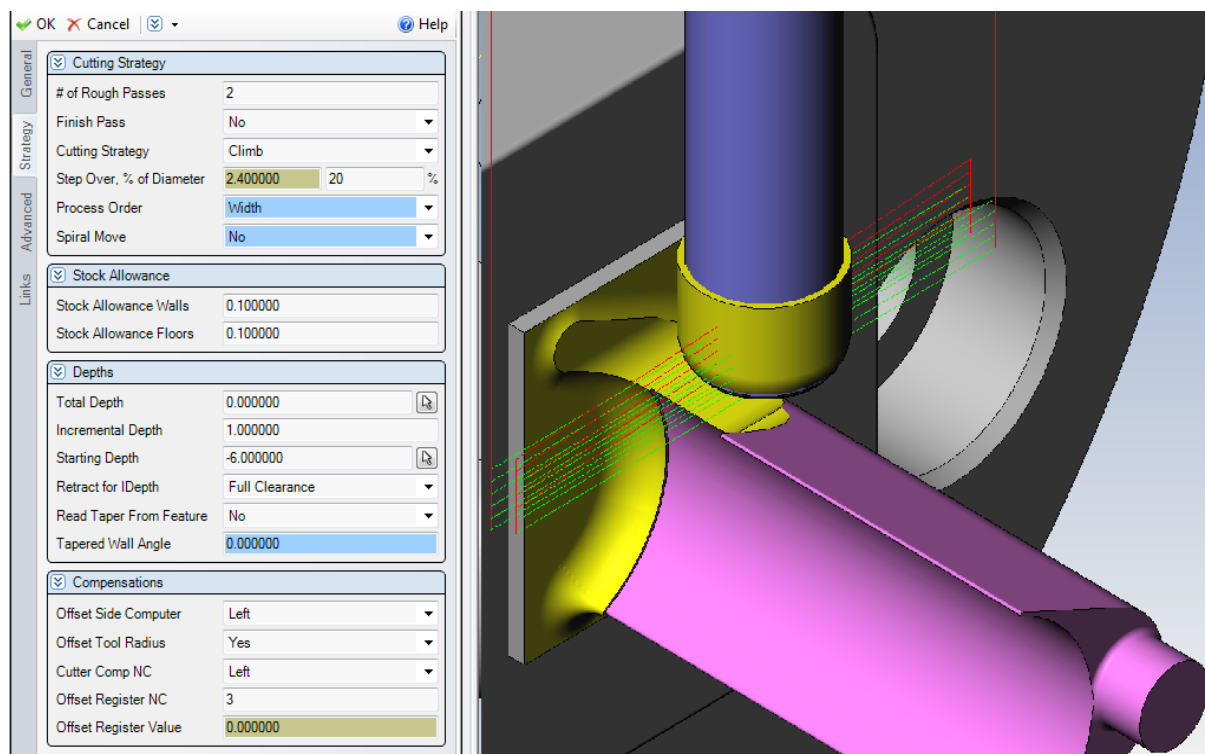 OK Cancel Help
General
Strategy
Advanced
Links
Cutting Strategy
# of Rough Passes 2
Finish Pass No
Cutting Strategy Climb
Step Over, % of Diameter 2.400000 20 %
Process Order Width
Spiral Move No
Stock Allowance
Stock Allowance Walls 0.100000
Stock Allowance Floors 0.100000
Depths
Total Depth 0.000000
Incremental Depth 1.000000
Starting Depth -6.000000
Retract for IDepth Full Clearance
Read Taper From Feature No
Tapered Wall Angle 0.000000
Compensations
Offset Side Computer Left
Offset Tool Radius Yes
Cutter Comp NC Left
Offset Register NC 3
Offset Register Value 0.000000